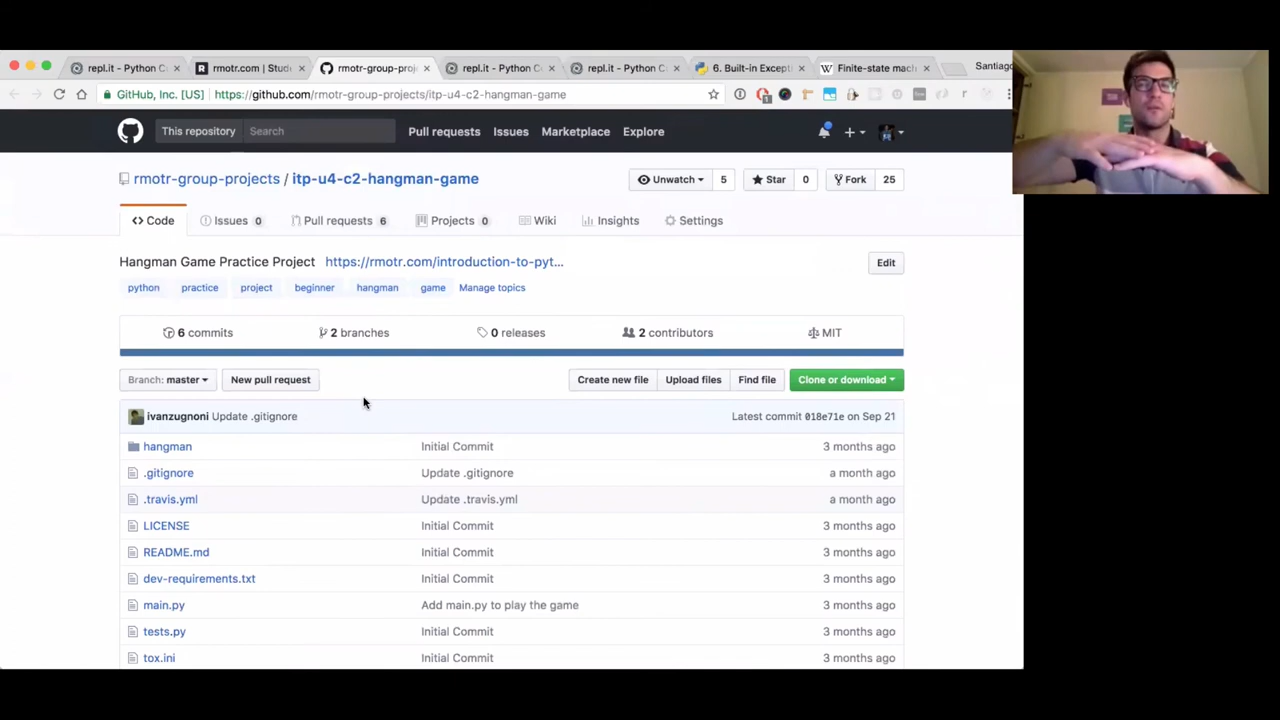 repl.it - Python C
rmotr.com | Stude
rmotr-group-proje
repl.it - Python C
repl.it - Python C
6. Built-in Except
Finite-state mach
Santiago
GitHub, Inc. [US]
https://github.com/rmotr-group-projects/itp-u4-c2-hangman-game
This repository
Search
Pull requests
Issues
Marketplace
Explore
rmotr-group-projects / itp-u4-c2-hangman-game
Unwatch 5
Star 0
Fork 25
Code
Issues 0
Pull requests 6
Projects 0
Wiki
Insights
Settings
Hangman Game Practice Project https://rmotr.com/introduction-to-pyt...
Edit
python practice project beginner hangman game Manage topics
6 commits
2 branches
0 releases
2 contributors
MIT
Branch: master
New pull request
Create new file
Upload files
Find file
Clone or download
ivanzugnoni Update .gitignore
Latest commit 018e71e on Sep 21
hangman Initial Commit 3 months ago
.gitignore Update .gitignore a month ago
.travis.yml Update .travis.yml a month ago
LICENSE Initial Commit 3 months ago
README.md Initial Commit 3 months ago
dev-requirements.txt Initial Commit 3 months ago
main.py Add main.py to play the game 3 months ago
tests.py Initial Commit 3 months ago
tox.ini Initial Commit 3 months ago